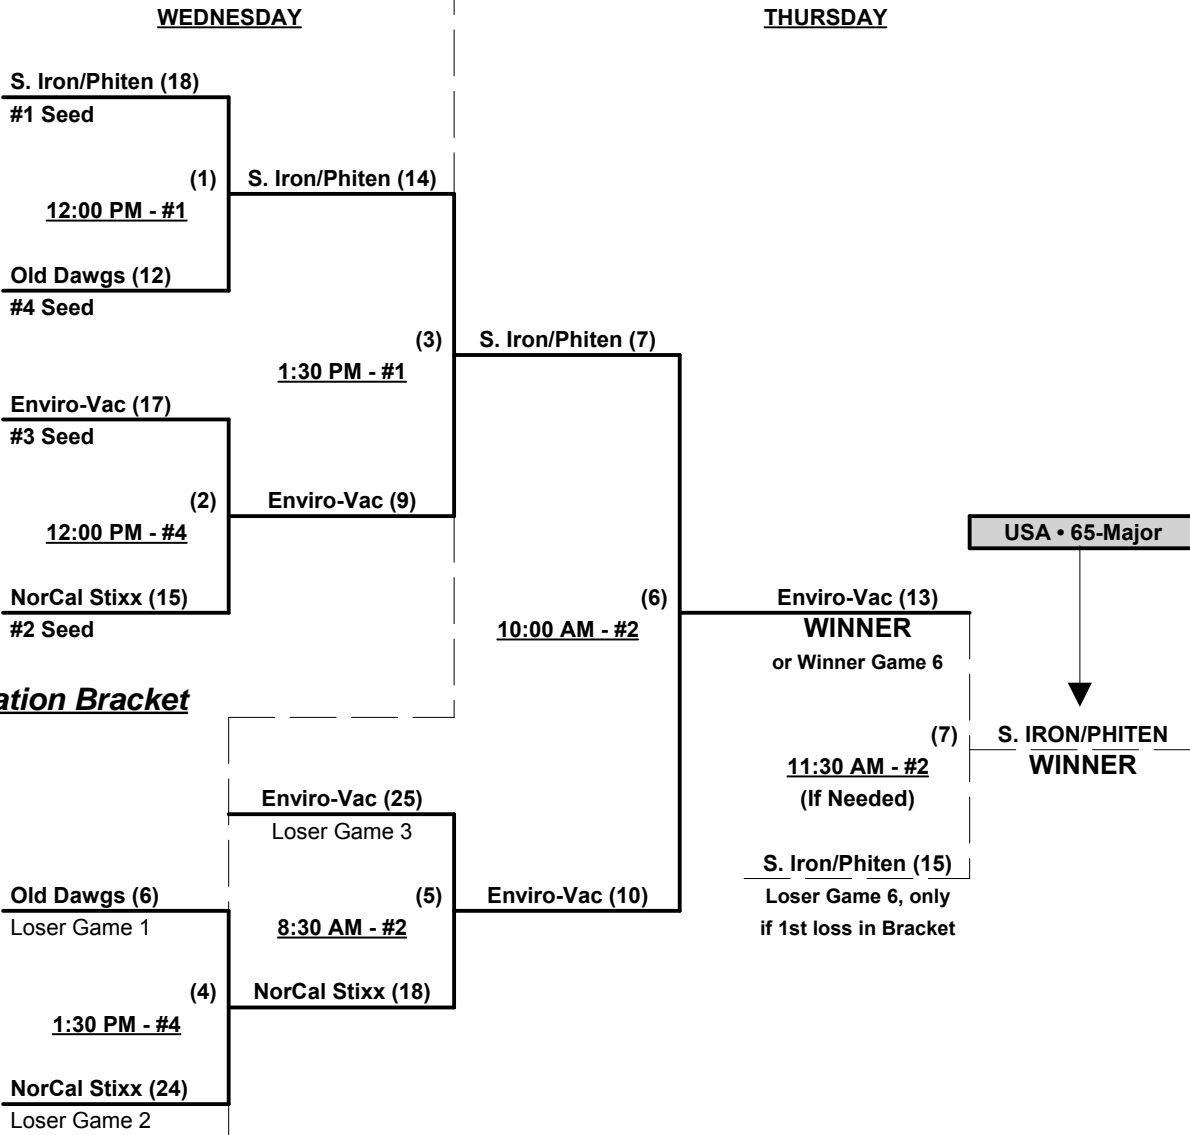 WEDNESDAY
THURSDAY
S. Iron/Phiten (18)
#1 Seed
(1)
S. Iron/Phiten (14)
12:00 PM - #1
Old Dawgs (12)
#4 Seed
(3)
S. Iron/Phiten (7)
1:30 PM - #1
Enviro-Vac (17)
#3 Seed
(2)
Enviro-Vac (9)
12:00 PM - #4
USA • 65-Major
NorCal Stixx (15)
#2 Seed
(6)
10:00 AM - #2
Enviro-Vac (13)
WINNER
or Winner Game 6
ation Bracket
(7)
S. IRON/PHITEN
WINNER
11:30 AM - #2
(If Needed)
Enviro-Vac (25)
Loser Game 3
S. Iron/Phiten (15)
Loser Game 6, only
if 1st loss in Bracket
Old Dawgs (6)
Loser Game 1
(5)
Enviro-Vac (10)
8:30 AM - #2
(4)
NorCal Stixx (18)
1:30 PM - #4
NorCal Stixx (24)
Loser Game 2